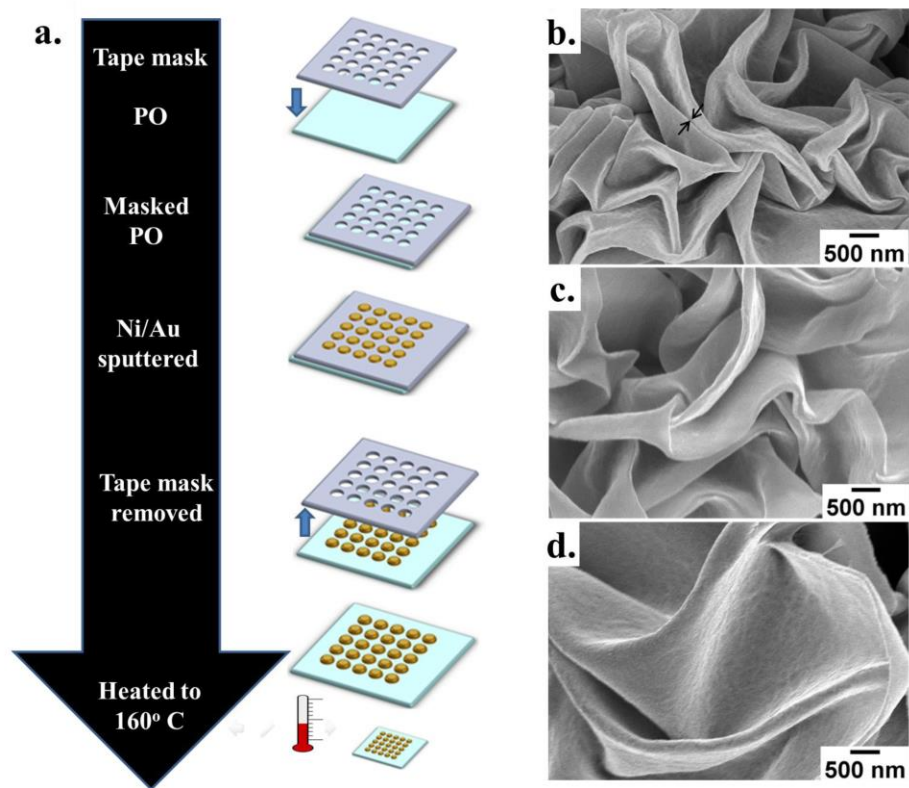 a.
Tape mask
PO
Masked
PO
Ni/Au
sputtered
Tape mask
removed
Heated to
160º C
b.
500 nm
c.
500 nm
d.
500 nm